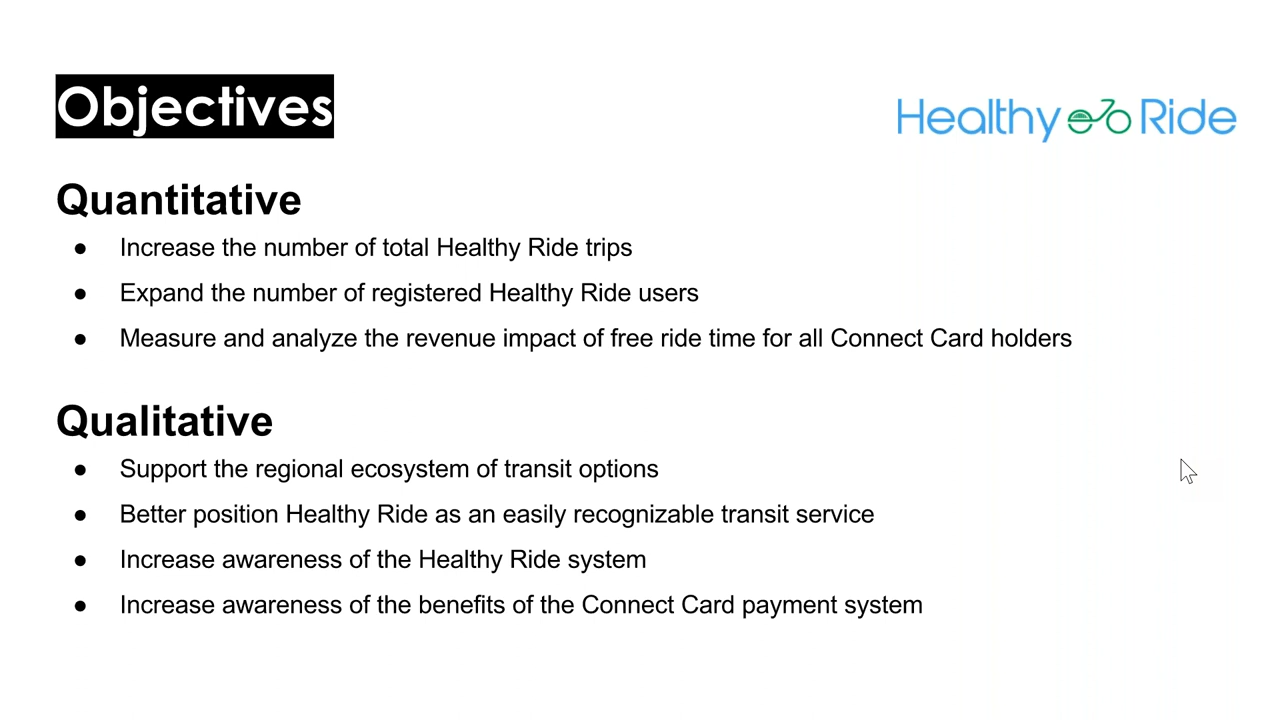 Objectives
Healthy Ride
Quantitative
● Increase the number of total Healthy Ride trips
● Expand the number of registered Healthy Ride users
● Measure and analyze the revenue impact of free ride time for all Connect Card holders
Qualitative
● Support the regional ecosystem of transit options
● Better position Healthy Ride as an easily recognizable transit service
● Increase awareness of the Healthy Ride system
● Increase awareness of the benefits of the Connect Card payment system